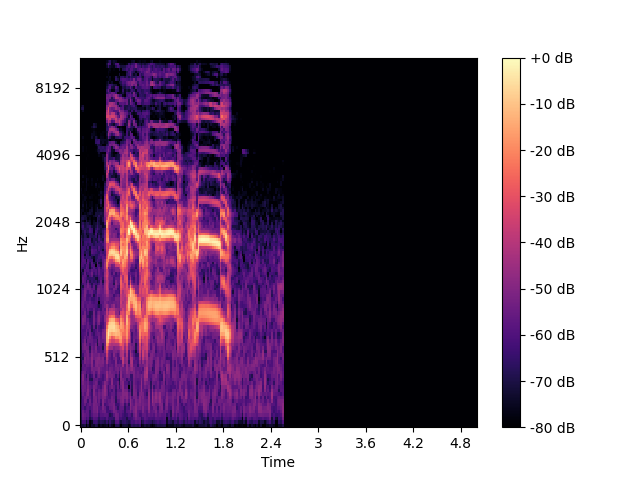 8192
4096
2048
1024
512
0
Hz
0 0.6 1.2 1.8 2.4 3 3.6 4.2 4.8
Time
+0 dB
-10 dB
-20 dB
-30 dB
-40 dB
-50 dB
-60 dB
-70 dB
-80 dB